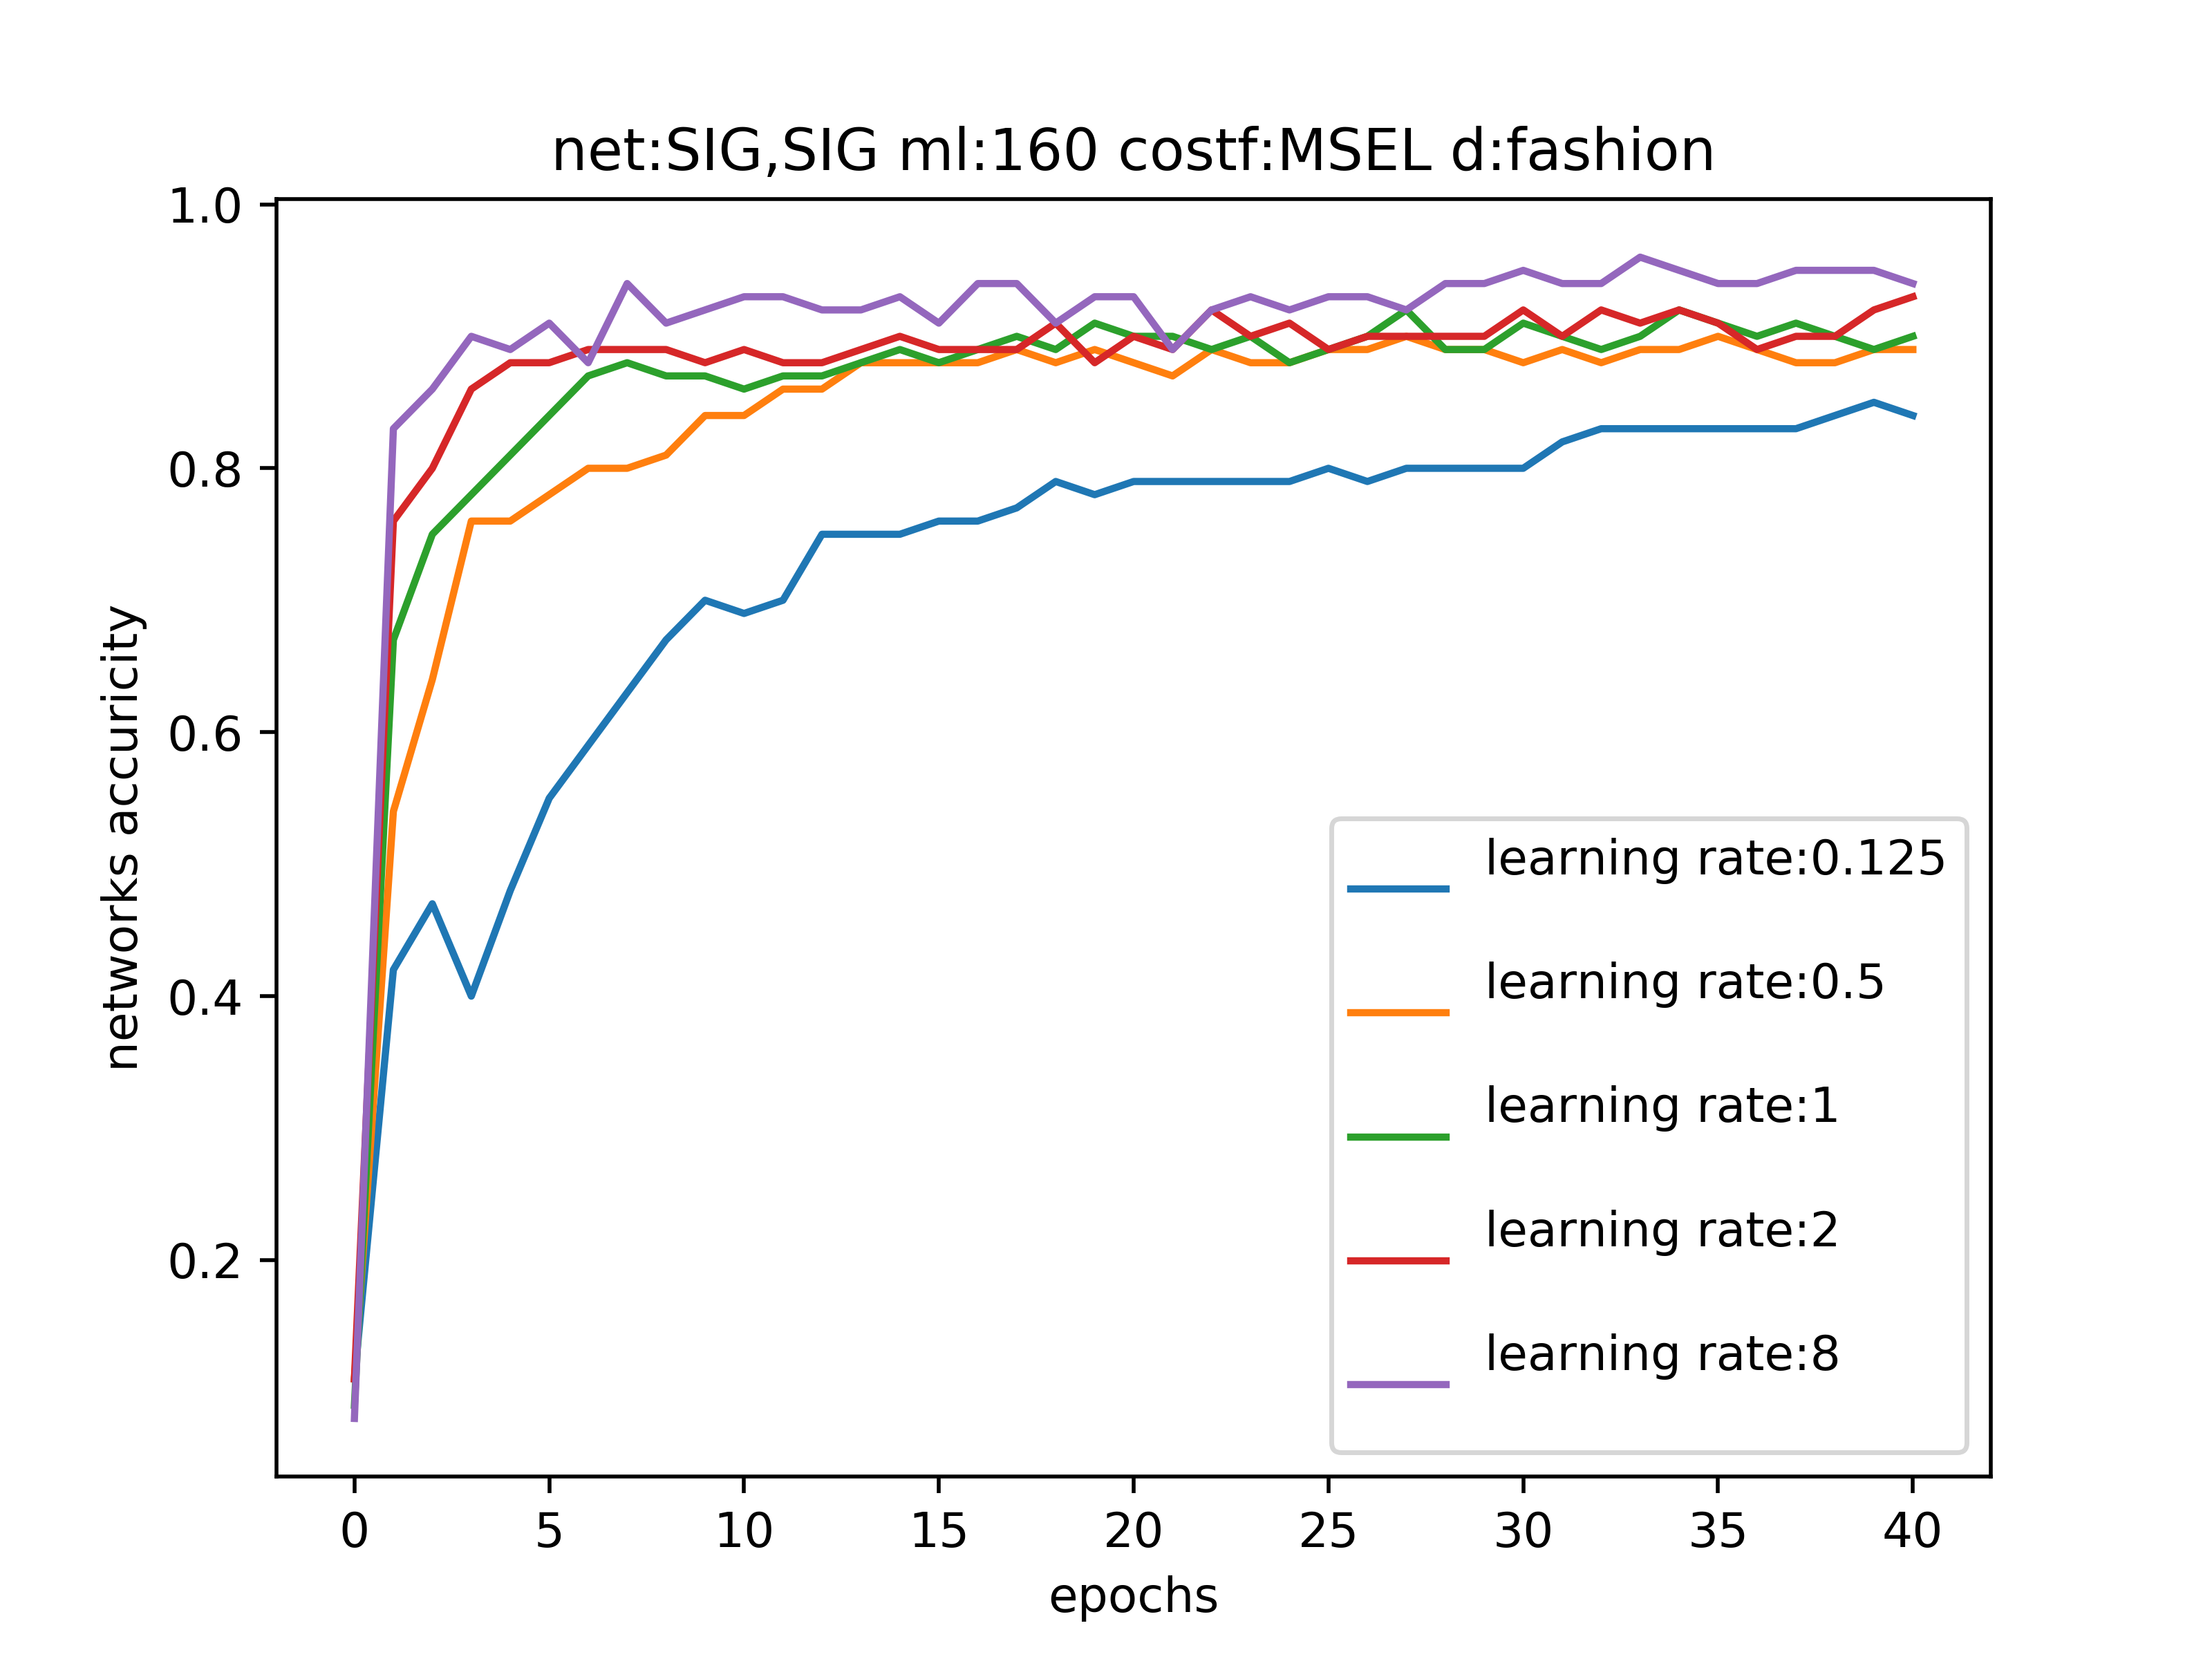 net:SIG,SIG ml:160 costf:MSEL d:fashion
networks accuricity
1.0
0.8
0.6
0.4
0.2
learning rate:0.125
learning rate:0.5
learning rate:1
learning rate:2
learning rate:8
0 5 10 15 20 25 30 35 40
epochs